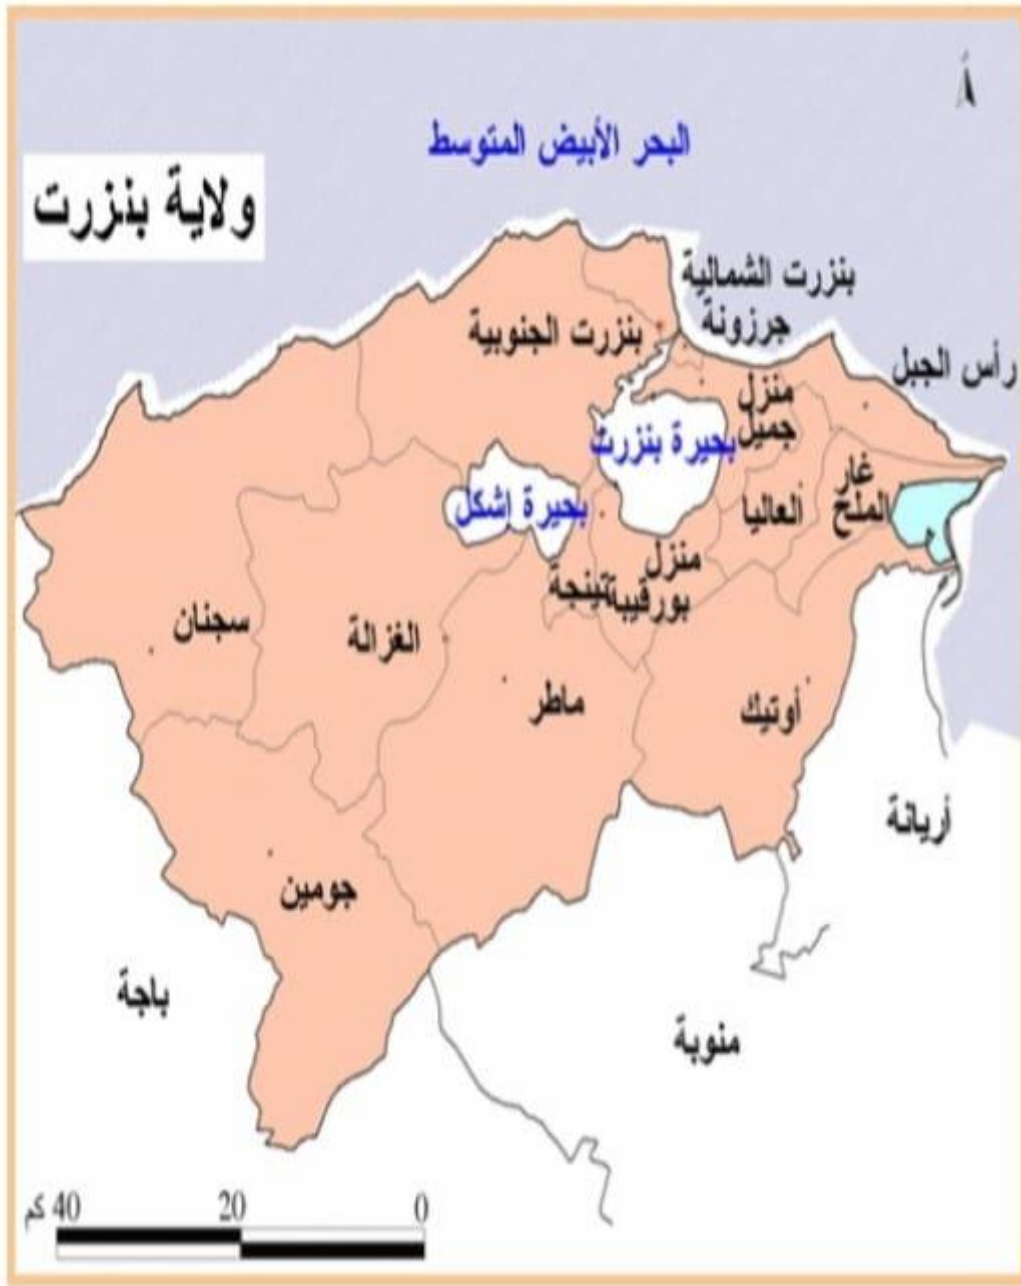 البحر الأبيض المتوسط
ولاية بنزرت
بنزرت الشمالية
جرزونة
بنزرت الجنوبية
رأس الجبل
منزل
جميل
بحيرة بنزرت
غار
الملح
العاليا
بحيرة اشكل
منزل
بورقيبة
تينجة
سجنان
الغزالة
ماطر
أوتيك
أريانة
جومين
باجة
منوبة
40 كم
20
0